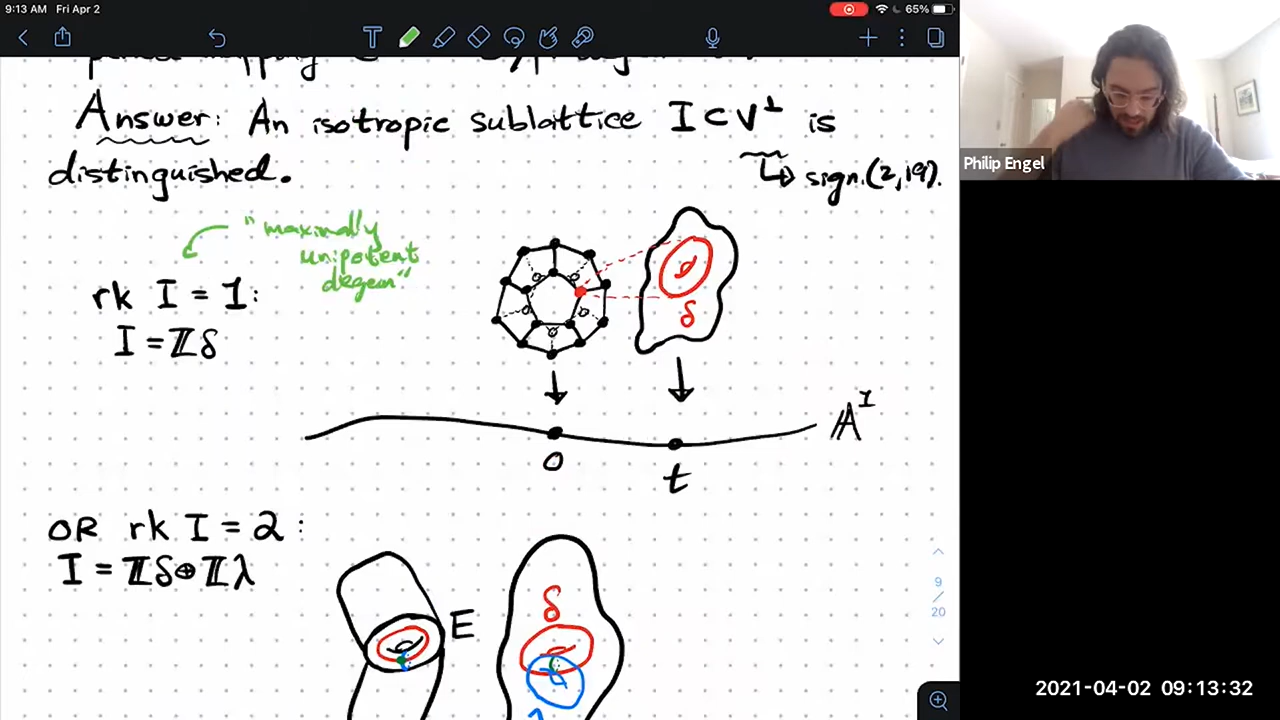 9:13 AM Fri Apr 2
65%
Answer: An isotropic sublattice I ⊂ V⊥ is
distinguished.
↳ sign.(2,19).
"maximally
unipotent
degen"
rk I = 1:
I = ℤδ
δ
𝔸^I
0
t
OR rk I = 2:
I = ℤδ⊕ℤλ
E
δ
9
/
20
Philip Engel
2021-04-02 09:13:32